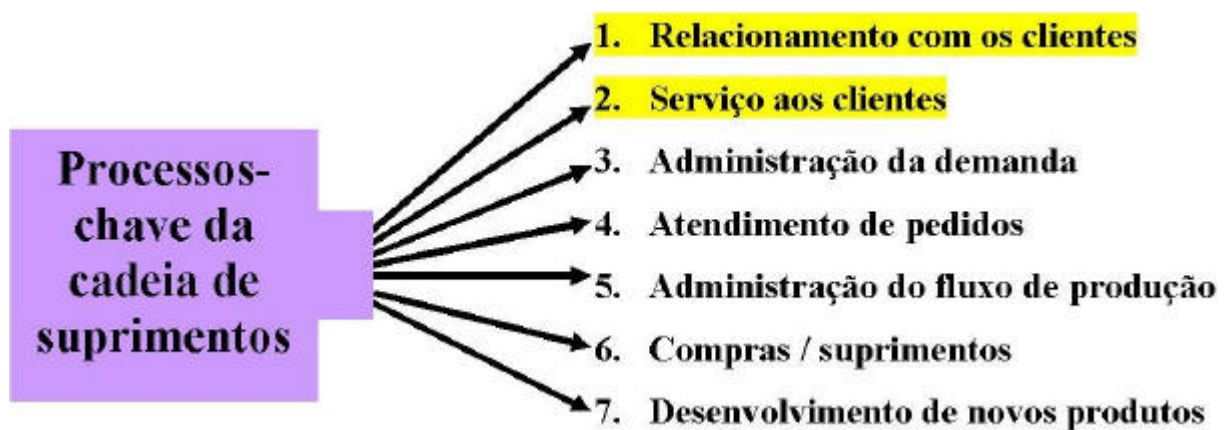 Processos-
chave da
cadeia de
suprimentos
1. Relacionamento com os clientes
2. Serviço aos clientes
3. Administração da demanda
4. Atendimento de pedidos
5. Administração do fluxo de produção
6. Compras / suprimentos
7. Desenvolvimento de novos produtos